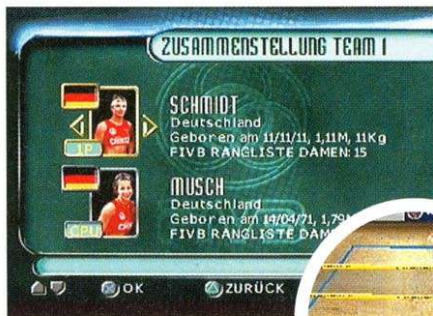 ZUSAMMENSTELLUNG TEAM 1
SCHMIDT
Deutschland
Geboren am 11/11/11, 1,11M, 11Kg
FIVB RANGLISTE DAMEN: 15
1P
MUSCH
Deutschland
Geboren am 14/04/71, 1,79
FIVB RANGLISTE DAM
CPU
OK
ZURÜCK